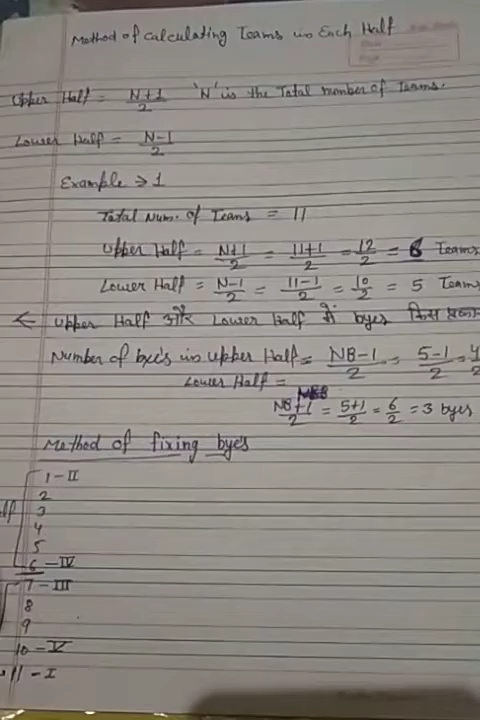 Method of Calculating Teams in Each Half
Upper Half = N+1/2 'N' is the Total number of Teams.
Lower Half = N-1/2
Example → 1
Total Num. of Teams = 11
Upper Half = N+1/2 = 11+1/2 = 12/2 = 6 Teams
Lower Half = N-1/2 = 11-1/2 = 10/2 = 5 Teams
← Upper Half और Lower Half में byes किस
Number of bye's in Upper Half = NB-1/2 = 5-1/2 = 4/2
Lower Half =
NB+1/2 = 5+1/2 = 6/2 = 3 byes
Method of fixing bye's
1 - II
2
lf 3
4
5
6 - IV
7 - III
8
9
10 - V
11 - I